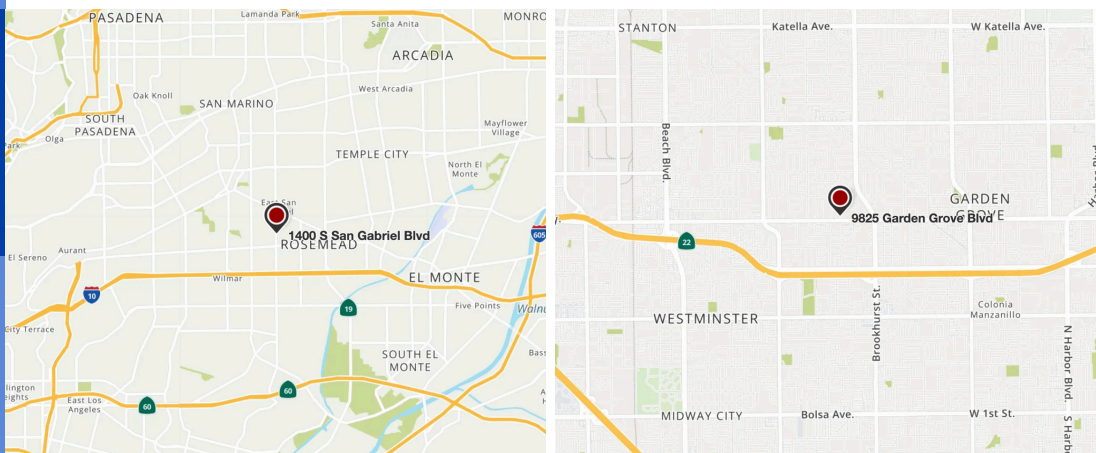 PASADENA
Lamanda Park
Santa Anita
MONRO
ARCADIA
Oak Knoll
West Arcadia
SAN MARINO
SOUTH
PASADENA
Olga
Mayflower
Village
TEMPLE CITY
North El
Monte
1400 S San Gabriel Blvd
ROSEMEAD
605
Aurant
El Sereno
Wilmar
EL MONTE
10
19
Five Points
City Terrace
SOUTH EL
MONTE
60
60
East Los
Angeles
STANTON
Katella Ave.
W Katella Ave.
Beach Blvd.
GARDEN
GROVE
9825 Garden Grove Blvd
22
WESTMINSTER
Brookhurst St.
Colonia
Manzanillo
N Harbor Blvd.
MIDWAY CITY
Bolsa Ave.
W 1st St.